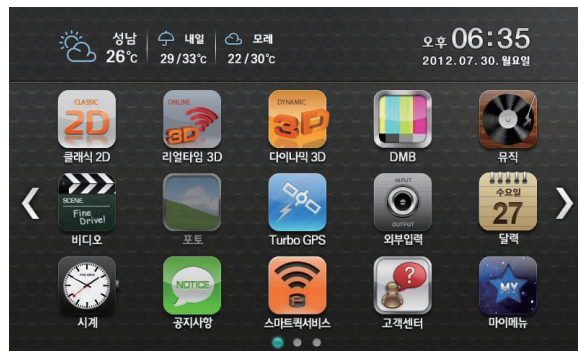 성남
26°c
내일
29/33°c
모레
22/30°c
오후 06:35
2012.07.30. 월요일
CLASSIC
2D
클래식 2D
ONLINE
3D
리얼타임 3D
DYNAMIC
3D
다이나믹 3D
DMB
뮤직
SCENE.
Fine
Drive!
비디오
포토
Turbo GPS
INPUT
OUTPUT
외부입력
수요일
27
달력
시계
NOTICE
공지사항
스마트퀵서비스
?
고객센터
MY
마이메뉴